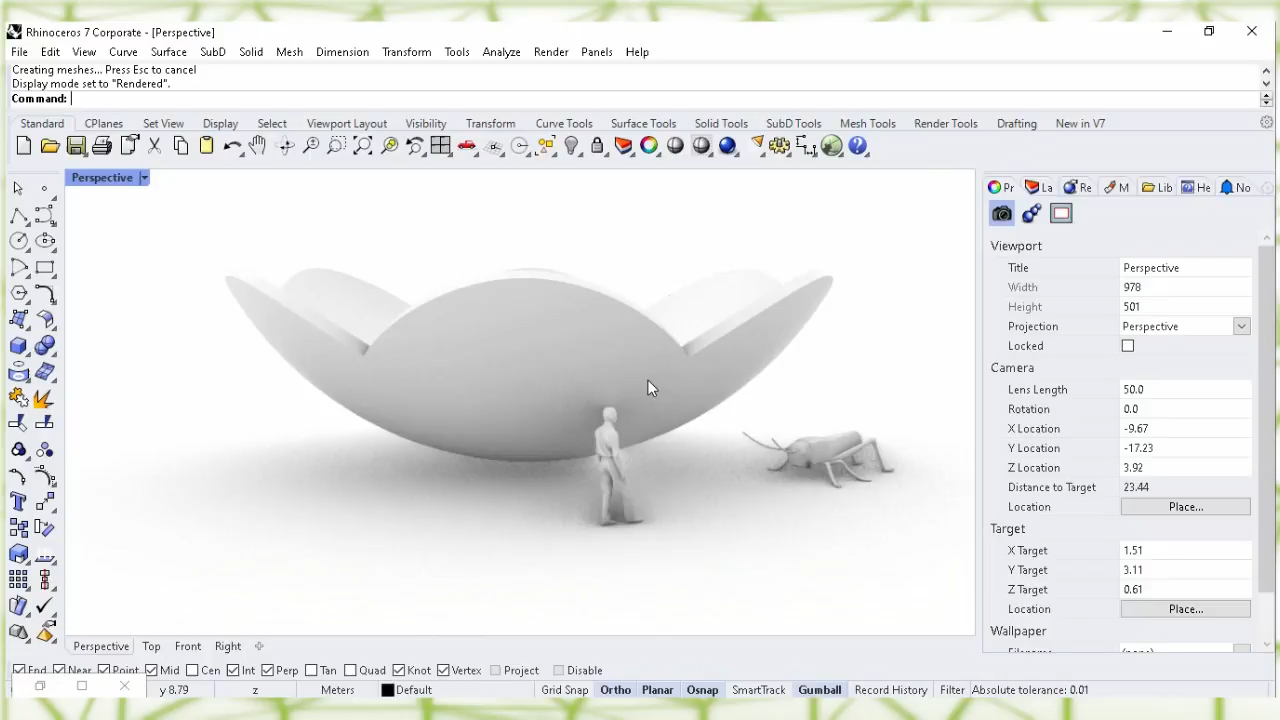 Rhinoceros 7 Corporate - [Perspective]
File Edit View Curve Surface SubD Solid Mesh Dimension Transform Tools Analyze Render Panels Help
Creating meshes... Press Esc to cancel
Display mode set to "Rendered".
Command:
Standard CPlanes Set View Display Select Viewport Layout Visibility Transform Curve Tools Surface Tools Solid Tools SubD Tools Mesh Tools Render Tools Drafting New in V7
Perspective
Pr La Re M Lib He No
Viewport
Title Perspective
Width 978
Height 501
Projection Perspective
Locked
Camera
Lens Length 50.0
Rotation 0.0
X Location -9.67
Y Location -17.23
Z Location 3.92
Distance to Target 23.44
Location Place...
Target
X Target 1.51
Y Target 3.11
Z Target 0.61
Location Place...
Wallpaper
Perspective Top Front Right
End Near Point Mid Cen Int Perp Tan Quad Knot Vertex Project Disable
y 8.79 z Meters Default Grid Snap Ortho Planar Osnap SmartTrack Gumball Record History Filter Absolute tolerance: 0.01